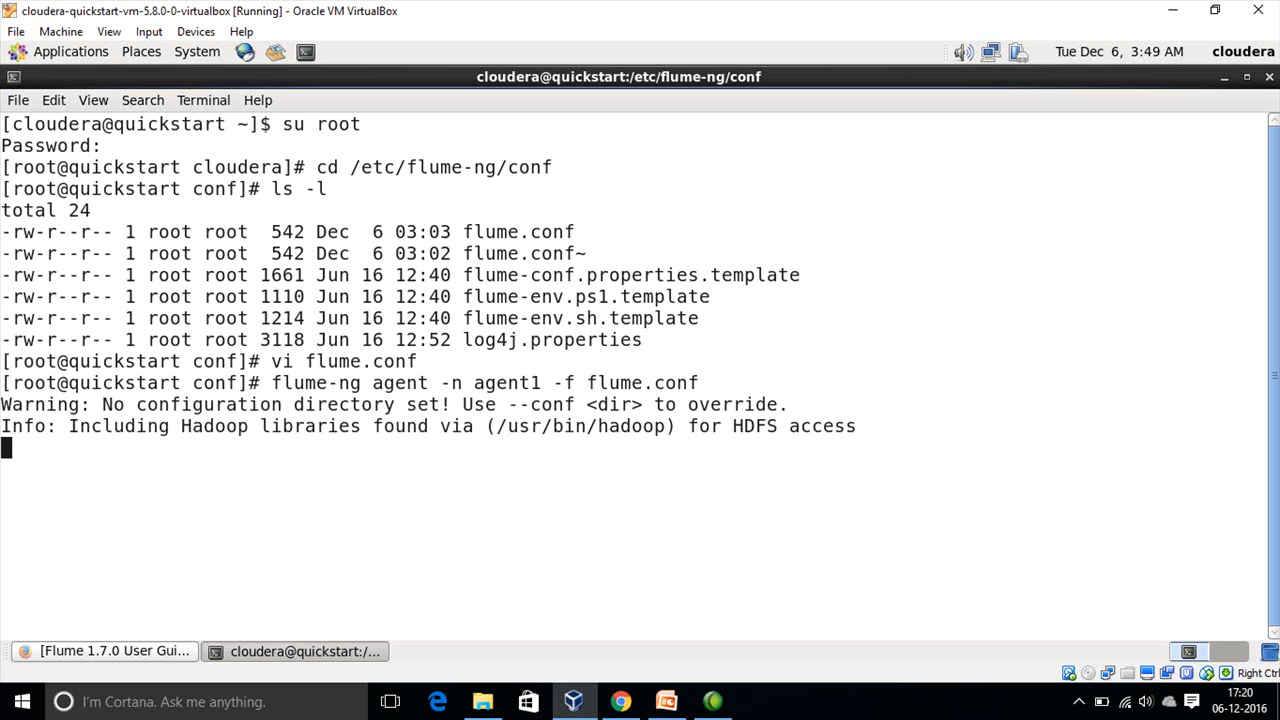 cloudera-quickstart-vm-5.8.0-0-virtualbox [Running] - Oracle VM VirtualBox
File Machine View Input Devices Help
Applications Places System Tue Dec 6, 3:49 AM cloudera
cloudera@quickstart:/etc/flume-ng/conf
File Edit View Search Terminal Help
[cloudera@quickstart ~]$ su root
Password:
[root@quickstart cloudera]# cd /etc/flume-ng/conf
[root@quickstart conf]# ls -l
total 24
-rw-r--r-- 1 root root  542 Dec  6 03:03 flume.conf
-rw-r--r-- 1 root root  542 Dec  6 03:02 flume.conf~
-rw-r--r-- 1 root root 1661 Jun 16 12:40 flume-conf.properties.template
-rw-r--r-- 1 root root 1110 Jun 16 12:40 flume-env.ps1.template
-rw-r--r-- 1 root root 1214 Jun 16 12:40 flume-env.sh.template
-rw-r--r-- 1 root root 3118 Jun 16 12:52 log4j.properties
[root@quickstart conf]# vi flume.conf
[root@quickstart conf]# flume-ng agent -n agent1 -f flume.conf
Warning: No configuration directory set! Use --conf <dir> to override.
Info: Including Hadoop libraries found via (/usr/bin/hadoop) for HDFS access
[Flume 1.7.0 User Gui... cloudera@quickstart:/...
Right Ctrl
I'm Cortana. Ask me anything. 17:20
06-12-2016